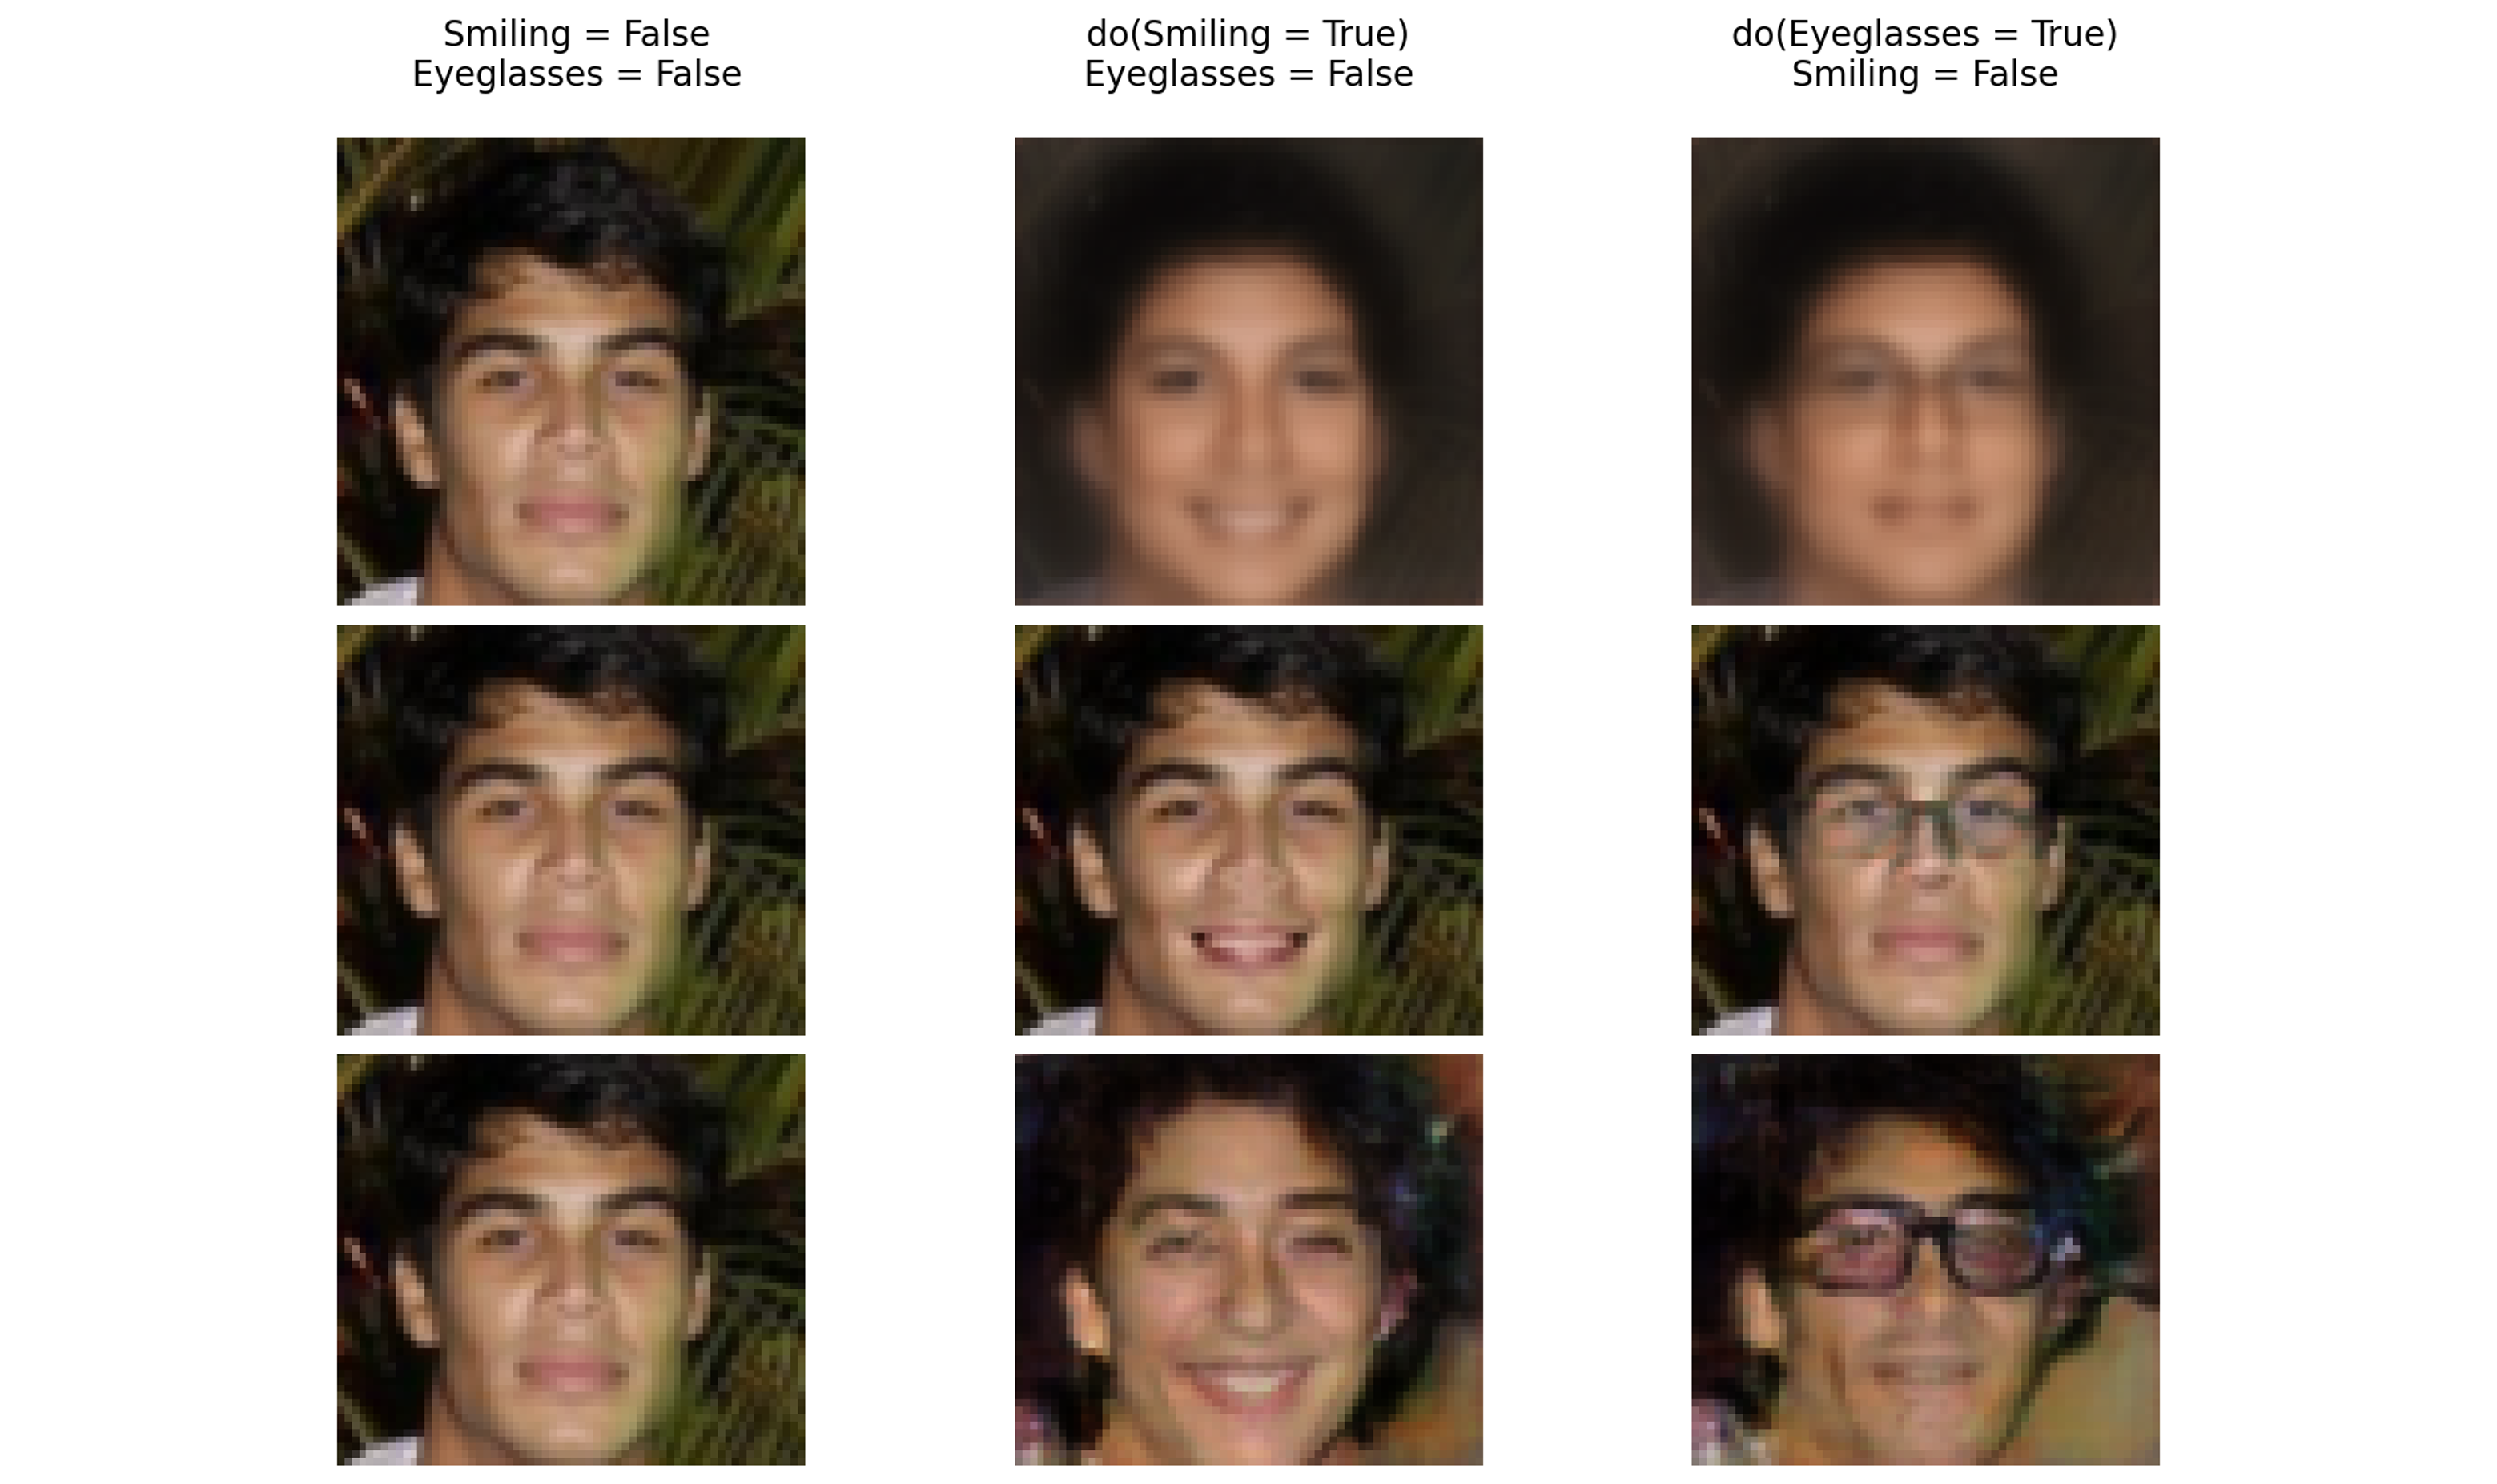 Smiling = False
Eyeglasses = False
do(Smiling = True)
Eyeglasses = False
do(Eyeglasses = True)
Smiling = False